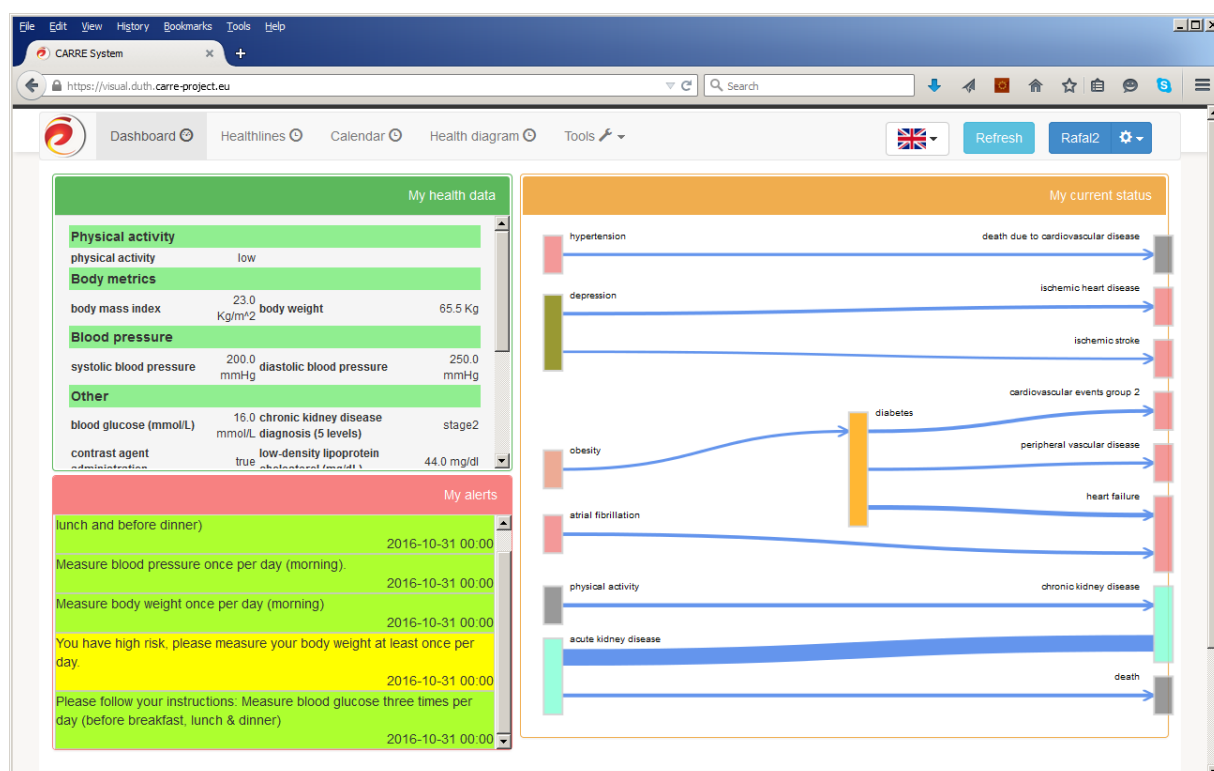 File Edit View History Bookmarks Tools Help
CARRE System
https://visual.duth.carre-project.eu
Search
Dashboard Healthlines Calendar Health diagram Tools
Refresh Rafal2
My health data
Physical activity
physical activity low
Body metrics
body mass index 23.0 Kg/m^2 body weight 65.5 Kg
Blood pressure
systolic blood pressure 200.0 mmHg diastolic blood pressure 250.0 mmHg
Other
blood glucose (mmol/L) 16.0 mmol/L chronic kidney disease diagnosis (5 levels) stage2
contrast agent administration true low-density lipoprotein cholesterol (mg/dL) 44.0 mg/dl
My alerts
lunch and before dinner)
2016-10-31 00:00
Measure blood pressure once per day (morning).
2016-10-31 00:00
Measure body weight once per day (morning)
2016-10-31 00:00
You have high risk, please measure your body weight at least once per
day.
2016-10-31 00:00
Please follow your instructions: Measure blood glucose three times per
day (before breakfast, lunch & dinner)
2016-10-31 00:00
My current status
hypertension
death due to cardiovascular disease
depression
ischemic heart disease
ischemic stroke
cardiovascular events group 2
diabetes
peripheral vascular disease
obesity
heart failure
atrial fibrillation
physical activity
chronic kidney disease
acute kidney disease
death